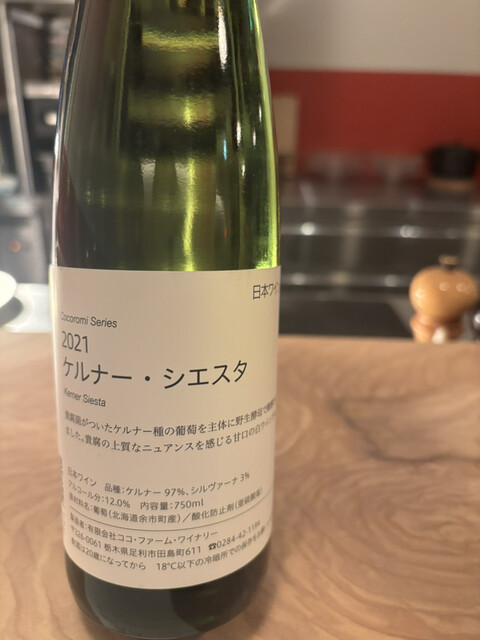 日本ワイン
Cocoromi Series
2021
ケルナー・シエスタ
Kerner Siesta
貴腐菌がついたケルナー種の葡萄を主体に野生酵母で
ました。貴腐の上質なニュアンスを感じる甘口の白ワイン
日本ワイン 品種:ケルナー 97%、シルヴァーナ 3%
アルコール分:12.0% 内容量:750ml
原材料名:葡萄(北海道余市町産)/酸化防止剤(亜硫酸塩)
製造者:有限会社ココ・ファーム・ワイナリー
〒326-0061 栃木県足利市田島町611 ☎0284-42-1194
飲酒は20歳になってから 18℃以下の冷暗所での保存をお